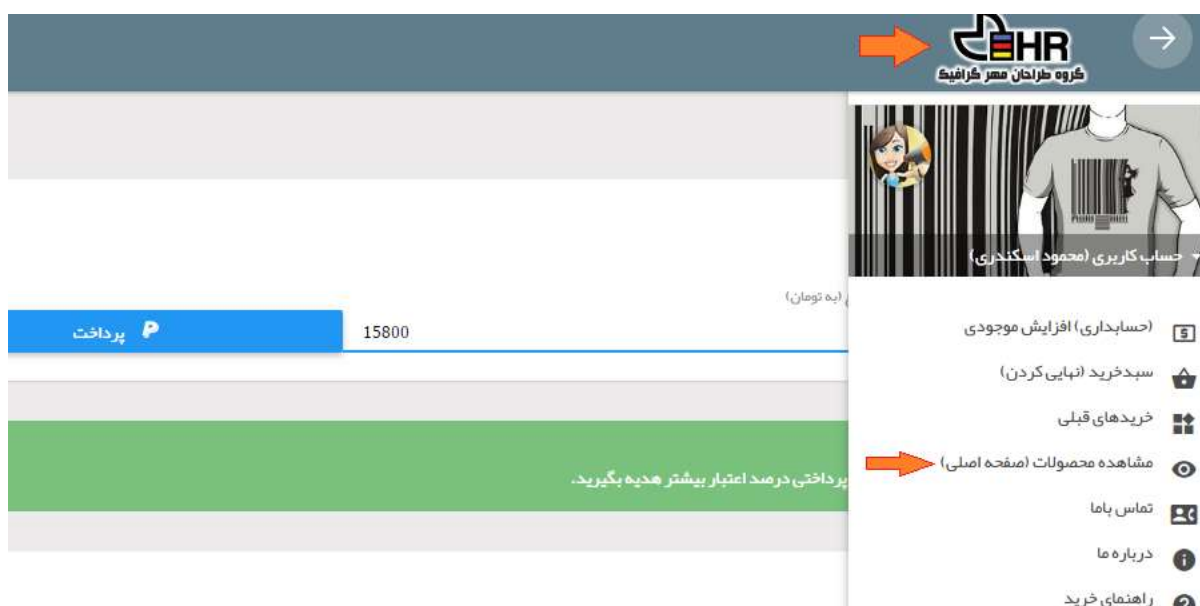 HR
گروه طراحان مهر گرافیک
حساب کاربری (محمود اسکندری)
(حسابداری) افزایش موجودی
سبدخرید (نهایی کردن)
خریدهای قبلی
مشاهده محصولات (صفحه اصلی)
تماس باما
درباره ما
راهنمای خرید
(به تومان)
15800
پرداخت
پرداختی درصد اعتبار بیشتر هدیه بگیرید.